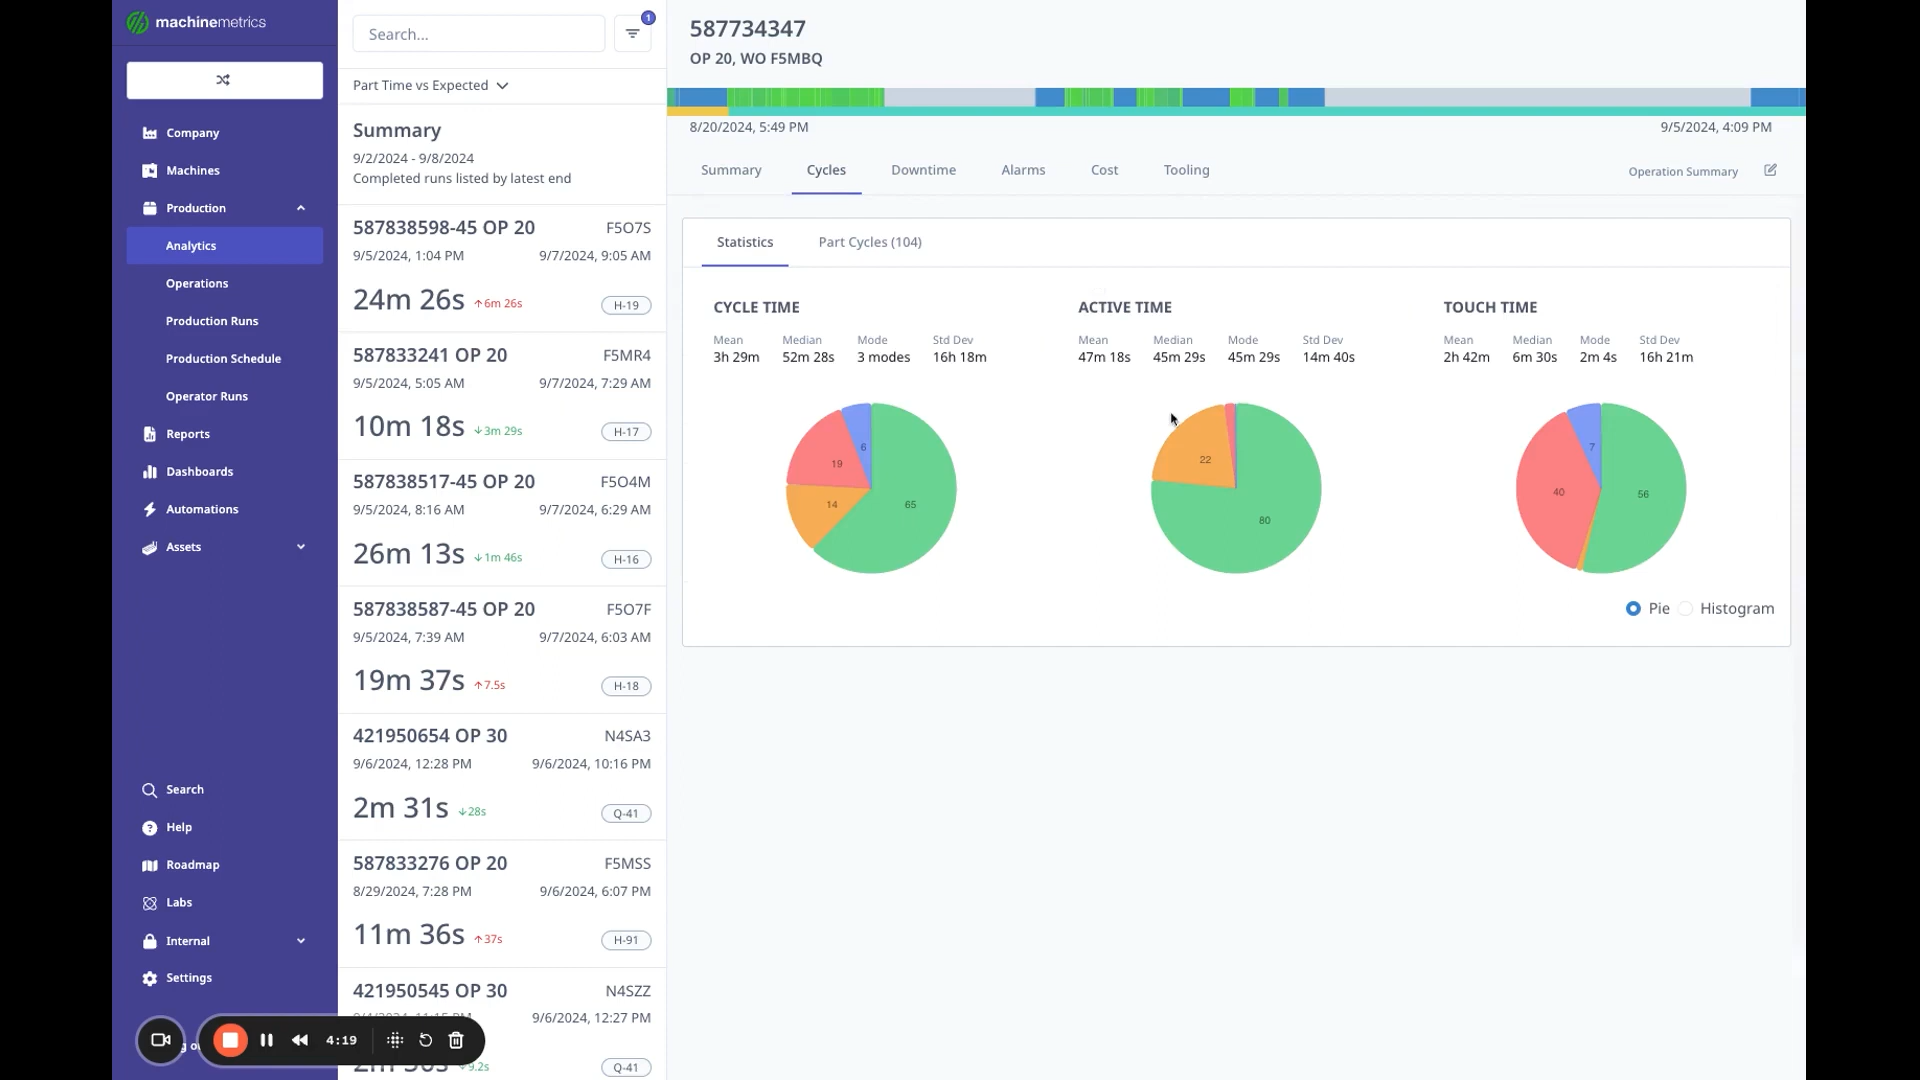 machinemetrics
Company
Machines
Production
Analytics
Operations
Production Runs
Production Schedule
Operator Runs
Reports
Dashboards
Automations
Assets
Search
Help
Roadmap
Labs
Internal
Settings
4:19
Search...
1
Part Time vs Expected
Summary
9/2/2024 - 9/8/2024
Completed runs listed by latest end
587838598-45 OP 20 F5O7S
9/5/2024, 1:04 PM 9/7/2024, 9:05 AM
24m 26s ↑6m 26s H-19
587833241 OP 20 F5MR4
9/5/2024, 5:05 AM 9/7/2024, 7:29 AM
10m 18s ↓3m 29s H-17
587838517-45 OP 20 F5O4M
9/5/2024, 8:16 AM 9/7/2024, 6:29 AM
26m 13s ↓1m 46s H-16
587838587-45 OP 20 F5O7F
9/5/2024, 7:39 AM 9/7/2024, 6:03 AM
19m 37s ↑7.5s H-18
421950654 OP 30 N4SA3
9/6/2024, 12:28 PM 9/6/2024, 10:16 PM
2m 31s ↓28s Q-41
587833276 OP 20 F5MSS
8/29/2024, 7:28 PM 9/6/2024, 6:07 PM
11m 36s ↑37s H-91
421950545 OP 30 N4SZZ
9/6/2024, 12:27 PM
↓9.2s Q-41
587734347
OP 20, WO F5MBQ
8/20/2024, 5:49 PM 9/5/2024, 4:09 PM
Summary Cycles Downtime Alarms Cost Tooling Operation Summary
Statistics Part Cycles (104)
CYCLE TIME
Mean Median Mode Std Dev
3h 29m 52m 28s 3 modes 16h 18m
6
19
14
65
ACTIVE TIME
Mean Median Mode Std Dev
47m 18s 45m 29s 45m 29s 14m 40s
22
80
TOUCH TIME
Mean Median Mode Std Dev
2h 42m 6m 30s 2m 4s 16h 21m
7
40
56
Pie Histogram